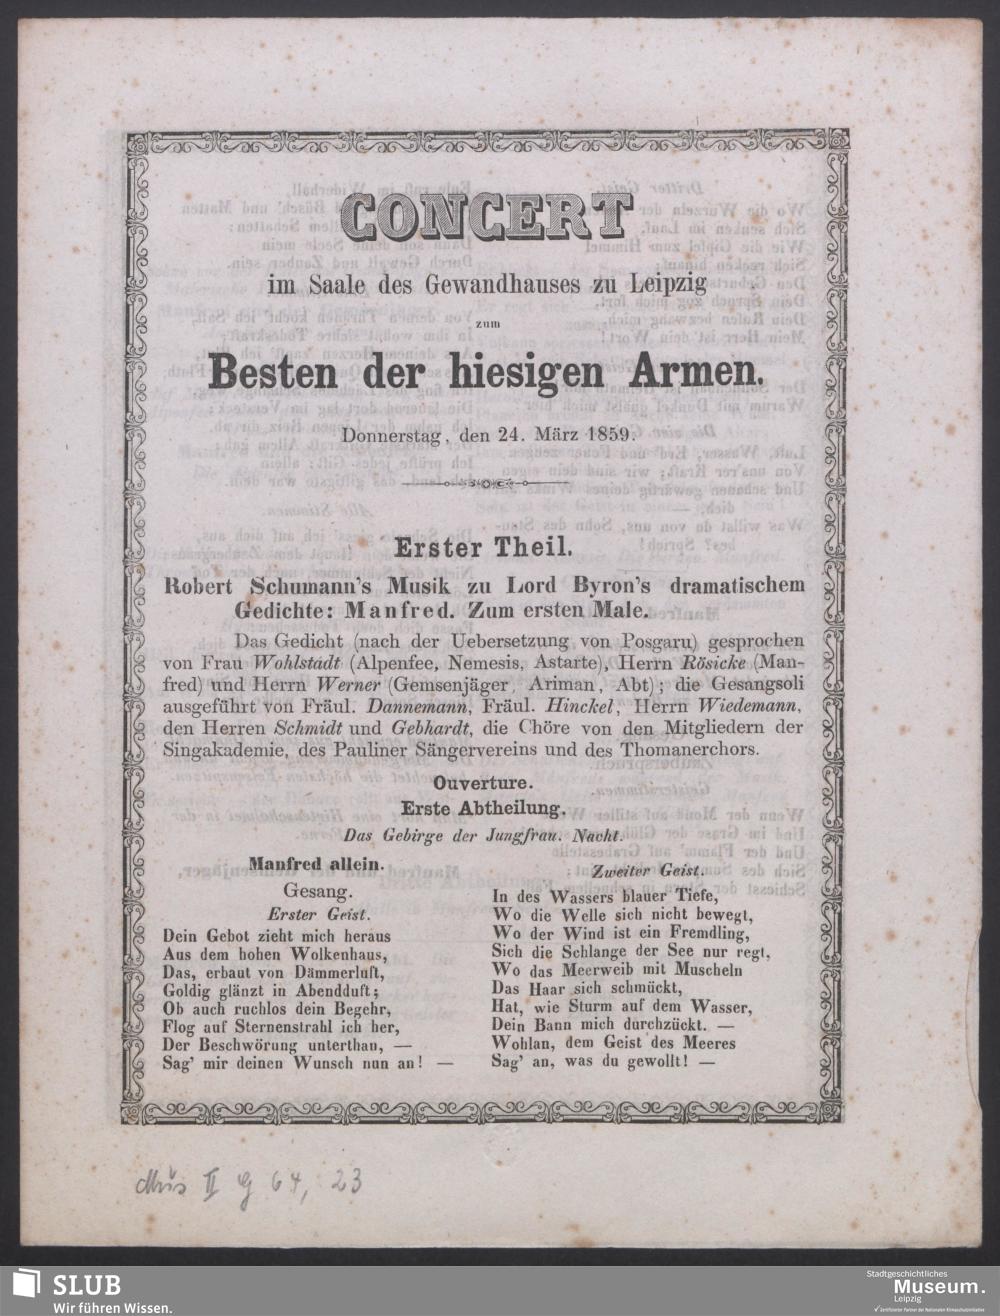 CONCERT
im Saale des Gewandhauses zu Leipzig
zum
Besten der hiesigen Armen.
Donnerstag, den 24. März 1859.
Erster Theil.
Robert Schumann's Musik zu Lord Byron's dramatischem
Gedichte: Manfred. Zum ersten Male.
Das Gedicht (nach der Uebersetzung von Posgaru) gesprochen
von Frau Wohlstadt (Alpenfee, Nemesis, Astarte), Herrn Rösicke (Man-
fred) und Herrn Werner (Gemsenjäger, Ariman, Abt); die Gesangsoli
ausgeführt von Fräul. Dannemann, Fräul. Hinckel, Herrn Wiedemann,
den Herren Schmidt und Gebhardt, die Chöre von den Mitgliedern der
Singakademie, des Pauliner Sängervereins und des Thomanerchors.
Ouverture.
Erste Abtheilung.
Das Gebirge der Jungfrau. Nacht.
Manfred allein.
Gesang.
Erster Geist.
Dein Gebot zieht mich heraus
Aus dem hohen Wolkenhaus,
Das, erbaut von Dämmerluft,
Goldig glänzt in Abendduft;
Ob auch ruchlos dein Begehr,
Flog auf Sternenstrahl ich her,
Der Beschwörung unterthan, —
Sag' mir deinen Wunsch nun an! —
Zweiter Geist.
In des Wassers blauer Tiefe,
Wo die Welle sich nicht bewegt,
Wo der Wind ist ein Fremdling,
Sich die Schlange der See nur regt,
Wo das Meerweib mit Muscheln
Das Haar sich schmückt,
Hat, wie Sturm auf dem Wasser,
Dein Bann mich durchzückt. —
Wohlan, dem Geist des Meeres
Sag' an, was du gewollt! —
Mus II g 64, 23
SLUB
Wir führen Wissen.
Stadtgeschichtliches
Museum.
Leipzig
Zertifizierter Partner der Nationalen Klimaschutzinitiative